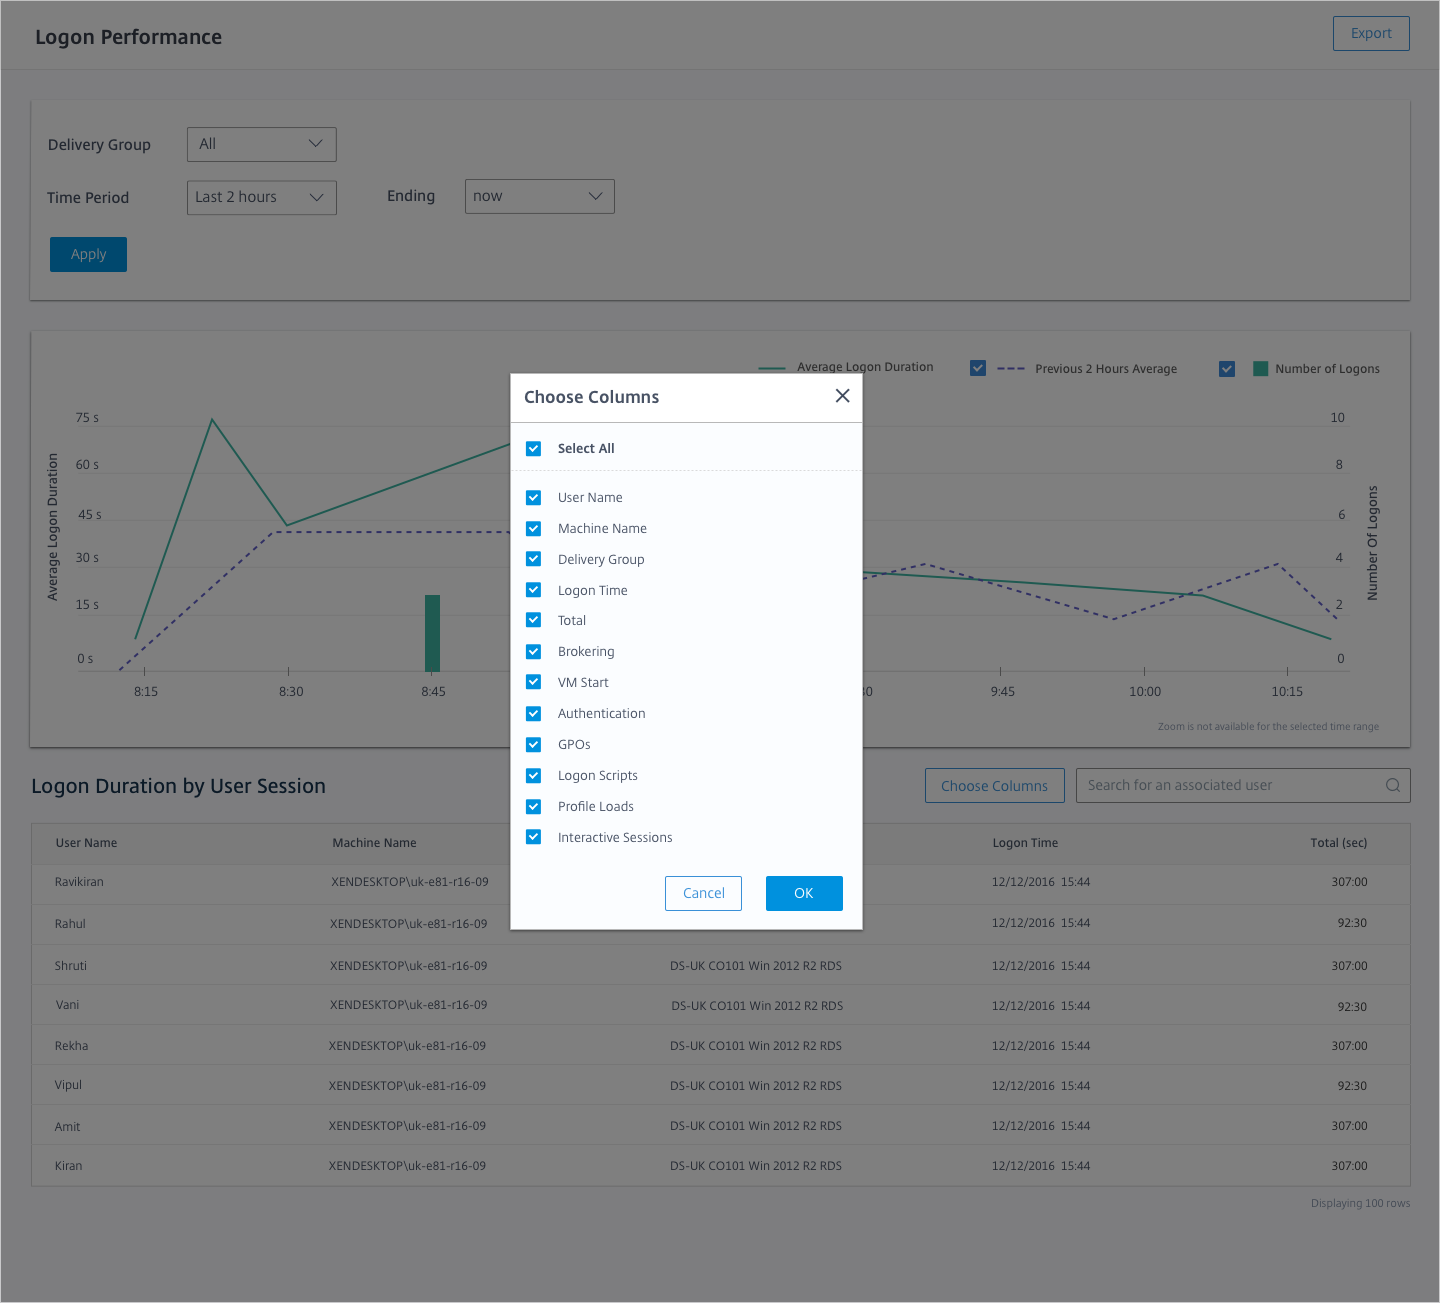 Logon Performance
Export
Delivery Group All
Time Period Last 2 hours Ending now
Apply
Average Logon Duration Previous 2 Hours Average Number of Logons
75 s
60 s
45 s
30 s
15 s
0 s
Average Logon Duration
10
8
6
4
2
0
Number Of Logons
8:15 8:30 8:45 9:45 10:00 10:15
Zoom is not available for the selected time range
Choose Columns
Select All
User Name
Machine Name
Delivery Group
Logon Time
Total
Brokering
VM Start
Authentication
GPOs
Logon Scripts
Profile Loads
Interactive Sessions
Cancel OK
Logon Duration by User Session
Choose Columns Search for an associated user
User Name Machine Name Logon Time Total (sec)
Ravikiran XENDESKTOP\uk-e81-r16-09 12/12/2016 15:44 307:00
Rahul XENDESKTOP\uk-e81-r16-09 12/12/2016 15:44 92:30
Shruti XENDESKTOP\uk-e81-r16-09 DS-UK CO101 Win 2012 R2 RDS 12/12/2016 15:44 307:00
Vani XENDESKTOP\uk-e81-r16-09 DS-UK CO101 Win 2012 R2 RDS 12/12/2016 15:44 92:30
Rekha XENDESKTOP\uk-e81-r16-09 DS-UK CO101 Win 2012 R2 RDS 12/12/2016 15:44 307:00
Vipul XENDESKTOP\uk-e81-r16-09 DS-UK CO101 Win 2012 R2 RDS 12/12/2016 15:44 92:30
Amit XENDESKTOP\uk-e81-r16-09 DS-UK CO101 Win 2012 R2 RDS 12/12/2016 15:44 307:00
Kiran XENDESKTOP\uk-e81-r16-09 DS-UK CO101 Win 2012 R2 RDS 12/12/2016 15:44 307:00
Displaying 100 rows